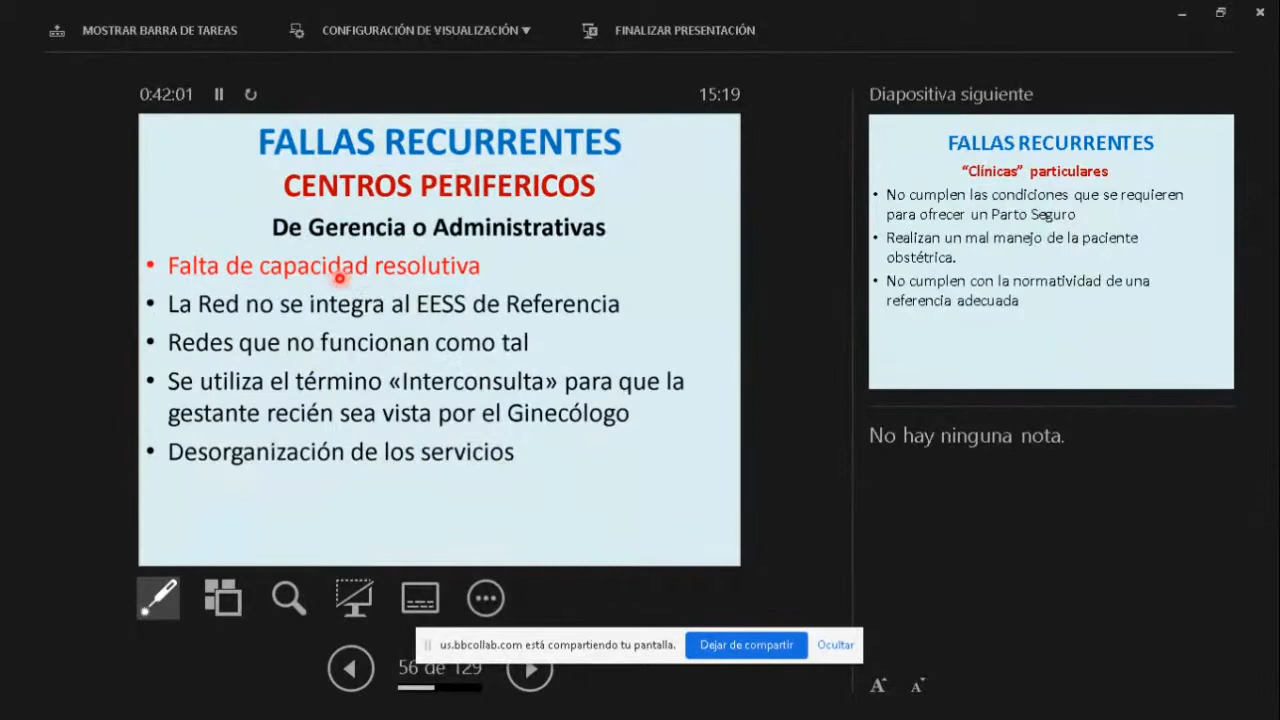 MOSTRAR BARRA DE TAREAS
CONFIGURACIÓN DE VISUALIZACIÓN ▼
FINALIZAR PRESENTACIÓN
0:42:01
15:19
FALLAS RECURRENTES
CENTROS PERIFERICOS
De Gerencia o Administrativas
• Falta de capacidad resolutiva
• La Red no se integra al EESS de Referencia
• Redes que no funcionan como tal
• Se utiliza el término «Interconsulta» para que la
gestante recién sea vista por el Ginecólogo
• Desorganización de los servicios
Diapositiva siguiente
FALLAS RECURRENTES
“Clínicas” particulares
• No cumplen las condiciones que se requieren
para ofrecer un Parto Seguro
• Realizan un mal manejo de la paciente
obstétrica.
• No cumplen con la normatividad de una
referencia adecuada
No hay ninguna nota.
us.bbcollab.com está compartiendo tu pantalla.
Dejar de compartir
Ocultar
56 de 129
A A